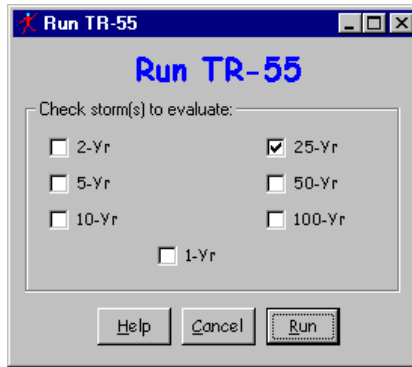 Run TR-55
Run TR-55
Check storm(s) to evaluate:
2-Yr 25-Yr
5-Yr 50-Yr
10-Yr 100-Yr
1-Yr
Help Cancel Run